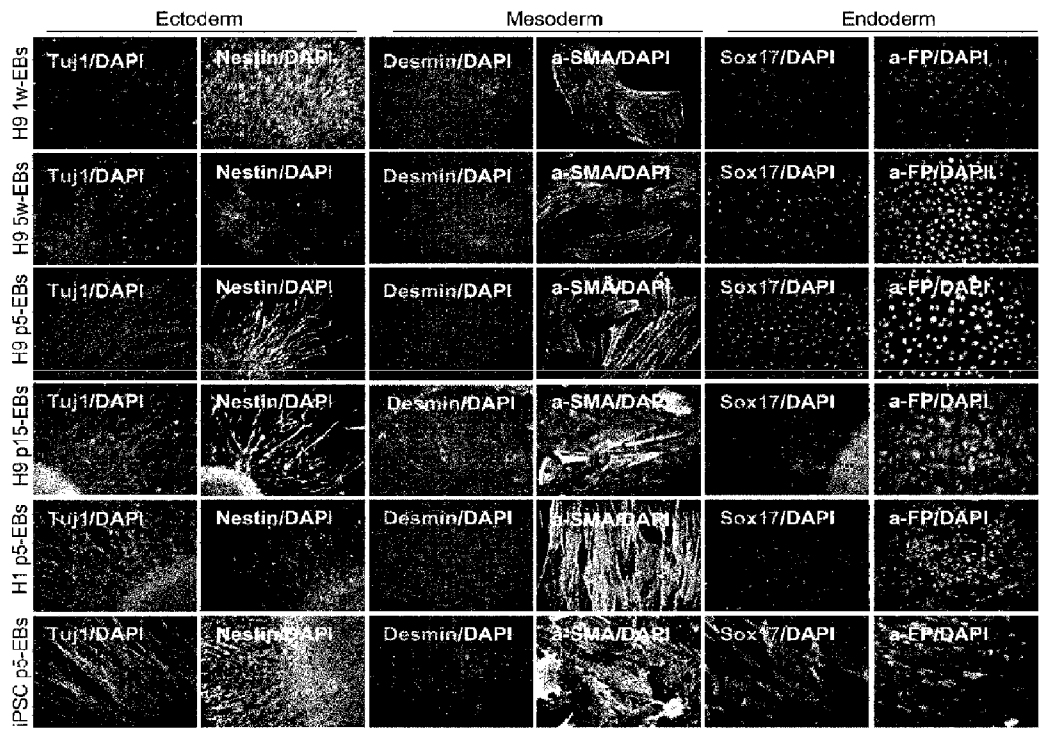 Ectoderm Mesoderm Endoderm
H9 1w-EBs Tuj1/DAPI Nestin/DAPI Desmin/DAPI a-SMA/DAPI Sox17/DAPI a-FP/DAPI
H9 5w-EBs Tuj1/DAPI Nestin/DAPI Desmin/DAPI a-SMA/DAPI Sox17/DAPI a-FP/DAPII
H9 p5-EBs Tuj1/DAPI Nestin/DAPI Desmin/DAPI a-SMA/DAPI Sox17/DAPI a-FP/DAPI
H9 p15-EBs Tuj1/DAPI Nestin/DAPI Desmin/DAPI a-SMA/DAPI Sox17/DAPI a-FP/DAPI
H1 p5-EBs Tuj1/DAPI Nestin/DAPI Desmin/DAPI a-SMA/DAPI Sox17/DAPI a-FP/DAPI
iPSC p5-EBs Tuj1/DAPI Nestin/DAPI Desmin/DAPI a-SMA/DAPI Sox17/DAPI a-FP/DAPI